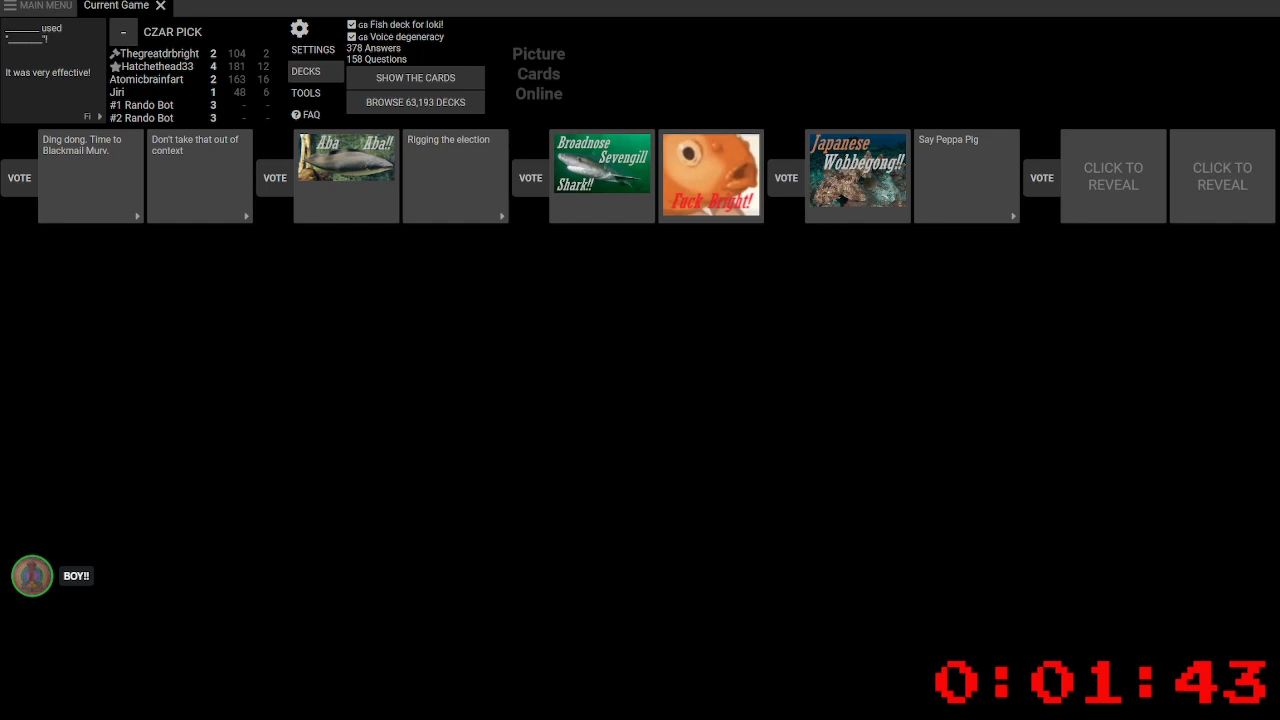 MAIN MENU
Current Game
_______ used
"_______"!
It was very effective!
Fi
-
CZAR PICK
Thegreatdrbright 2 104 2
Hatchethead33 4 181 12
Atomicbrainfart 2 163 16
Jiri 1 48 6
#1 Rando Bot 3 - -
#2 Rando Bot 3 - -
SETTINGS
DECKS
TOOLS
FAQ
GB Fish deck for loki!
GB Voice degeneracy
378 Answers
158 Questions
SHOW THE CARDS
BROWSE 63,193 DECKS
Picture
Cards
Online
VOTE
Ding dong. Time to
Blackmail Murv.
Don't take that out of
context
VOTE
Aba Aba!!
Rigging the election
VOTE
Broadnose
Sevengill
Shark!!
Fuck Bright!
VOTE
Japanese
Wobbegong!!
Say Peppa Pig
VOTE
CLICK TO
REVEAL
CLICK TO
REVEAL
BOY!!
0:01:43